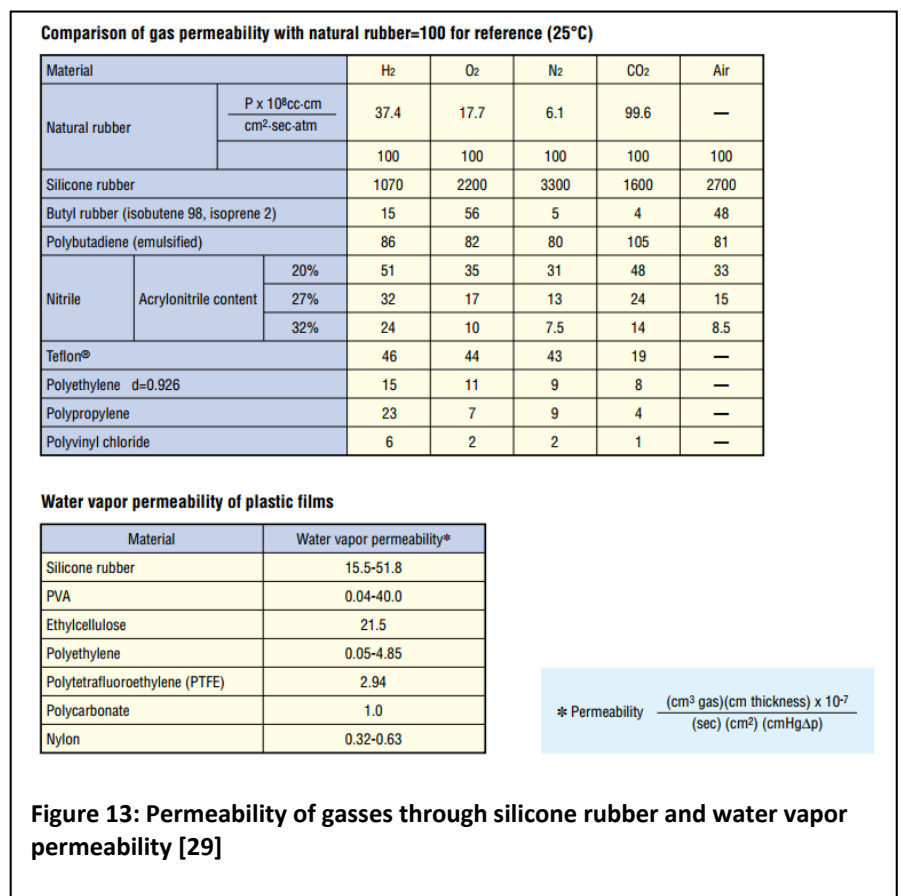 Comparison of gas permeability with natural rubber=100 for reference (25°C)
Material H₂ O₂ N₂ CO₂ Air
Natural rubber P x 10⁸cc·cm / cm²·sec·atm 37.4 17.7 6.1 99.6 —
100 100 100 100 100
Silicone rubber 1070 2200 3300 1600 2700
Butyl rubber (isobutene 98, isoprene 2) 15 56 5 4 48
Polybutadiene (emulsified) 86 82 80 105 81
Nitrile Acrylonitrile content 20% 51 35 31 48 33
27% 32 17 13 24 15
32% 24 10 7.5 14 8.5
Teflon® 46 44 43 19 —
Polyethylene d=0.926 15 11 9 8 —
Polypropylene 23 7 9 4 —
Polyvinyl chloride 6 2 2 1 —
Water vapor permeability of plastic films
Material Water vapor permeability*
Silicone rubber 15.5-51.8
PVA 0.04-40.0
Ethylcellulose 21.5
Polyethylene 0.05-4.85
Polytetrafluoroethylene (PTFE) 2.94
Polycarbonate 1.0
Nylon 0.32-0.63
* Permeability (cm³ gas)(cm thickness) x 10⁻⁷ / (sec) (cm²) (cmHgΔp)
Figure 13: Permeability of gasses through silicone rubber and water vapor
permeability [29]